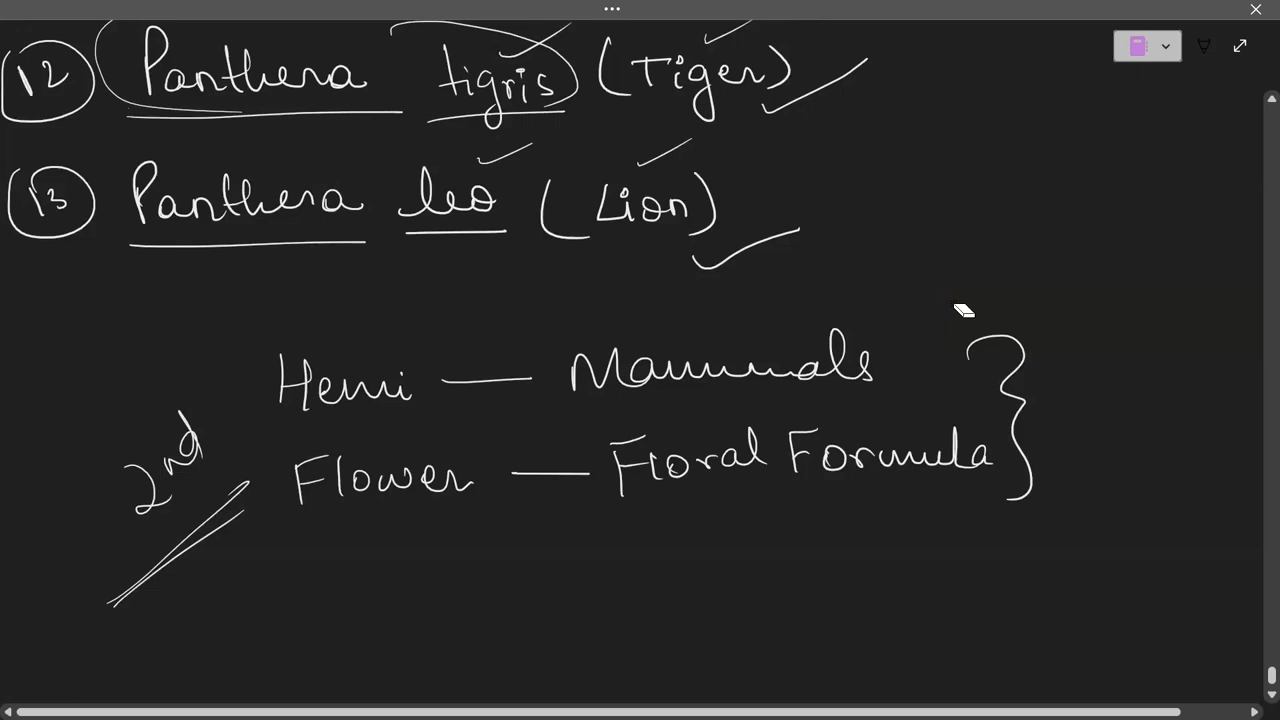 12 Panthera tigris (Tiger)
13 Panthera leo (Lion)
Hemi — Mammals
2nd
Flower — Floral Formula